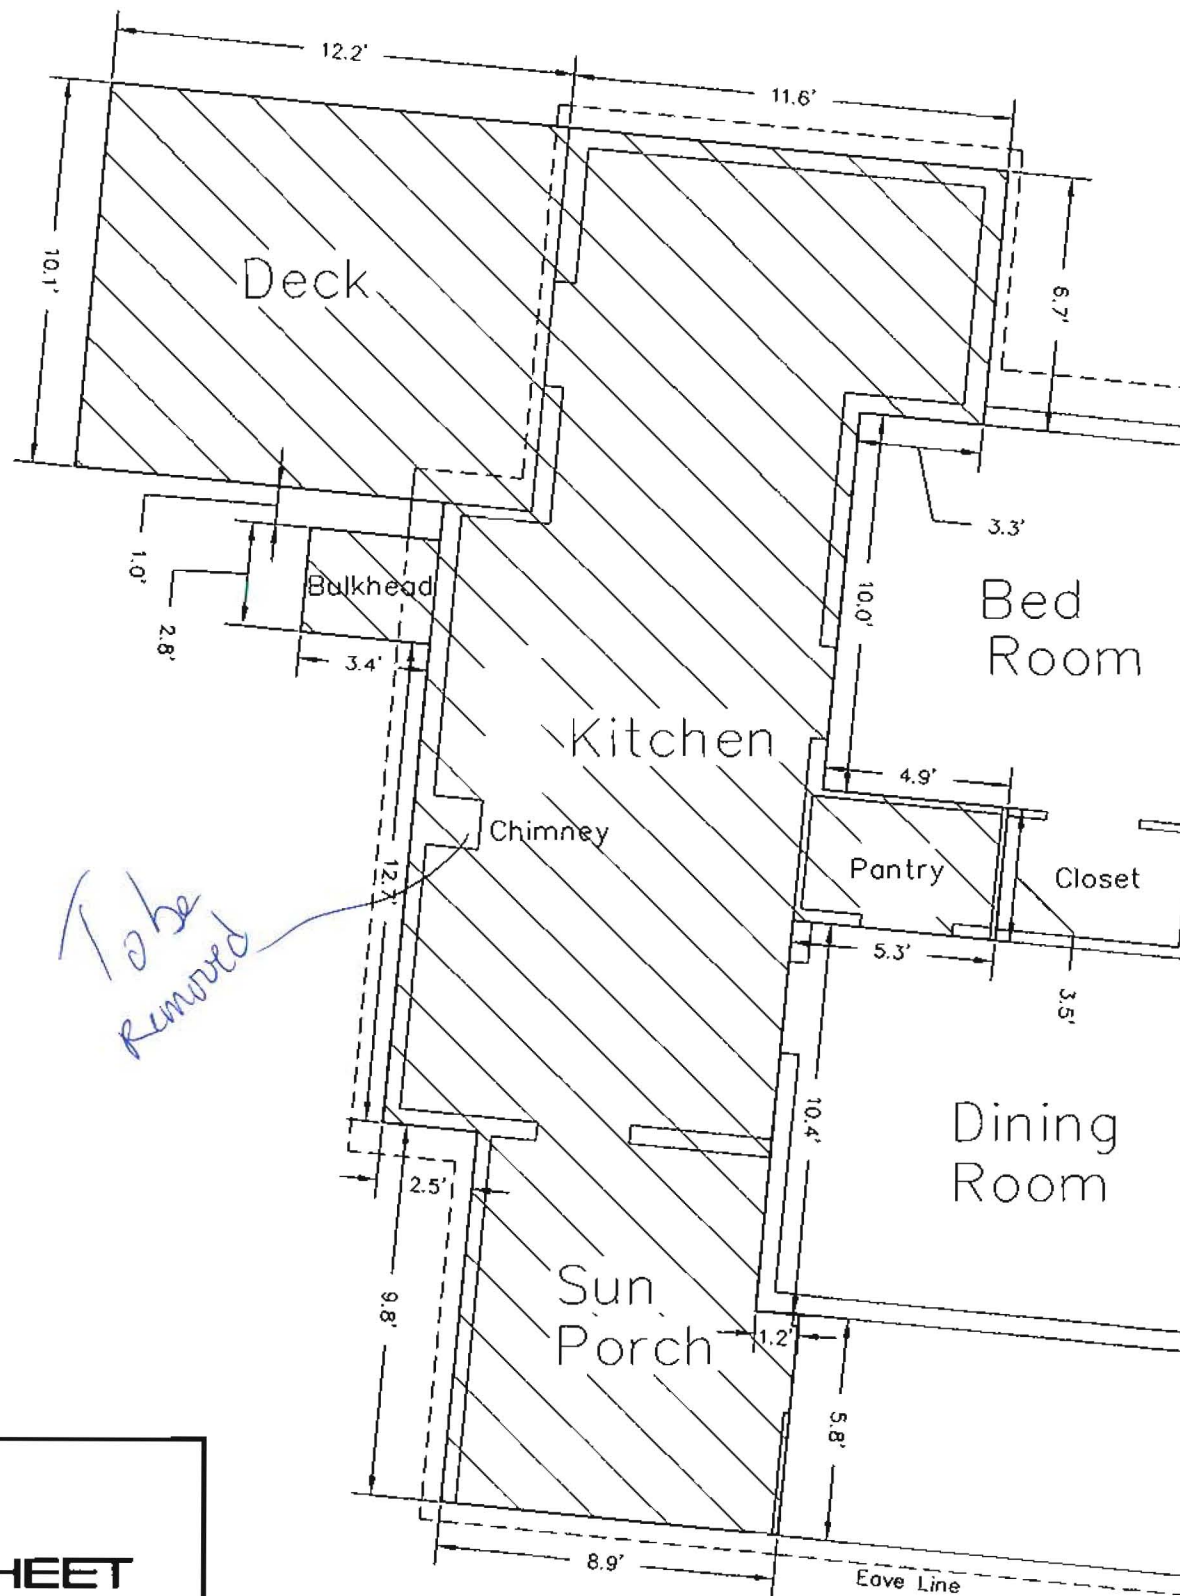 12.2'
11.6'
10.1'
Deck
6.7'
3.3'
1.0'
2.8'
Bulkhead
3.4'
10.0'
Bed
Room
Kitchen
4.9'
Chimney
12.7'
Pantry
Closet
To be
removed
5.3'
3.5'
10.4'
Dining
Room
2.5'
9.8'
Sun
Porch
1.2'
5.8'
8.9'
Eave Line